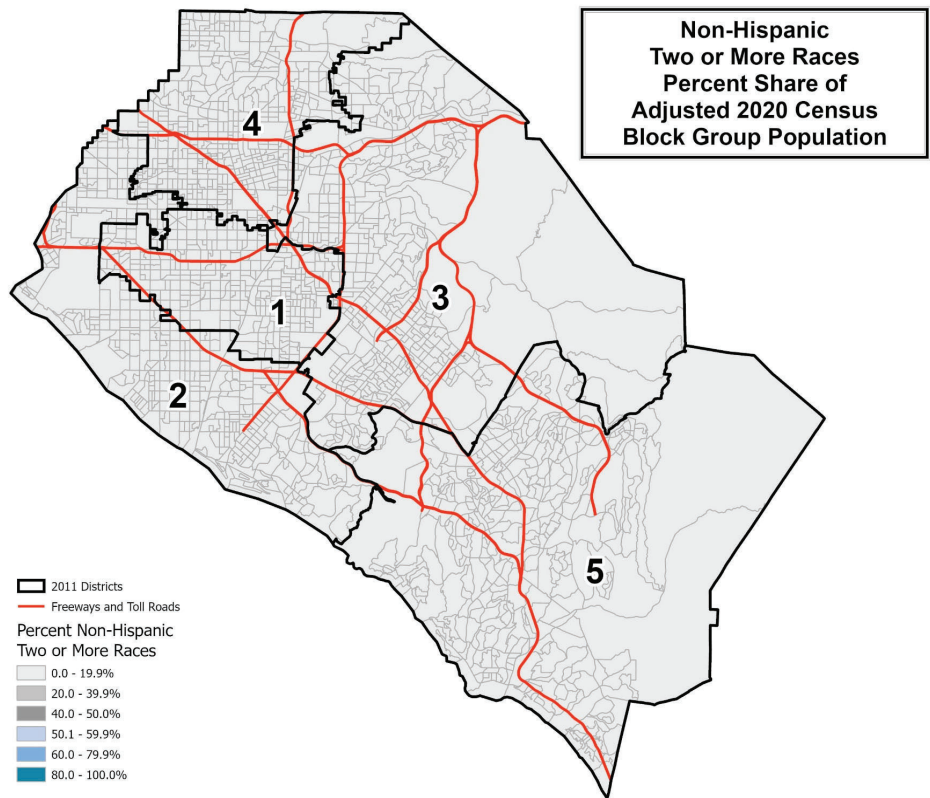 Non-Hispanic
Two or More Races
Percent Share of
Adjusted 2020 Census
Block Group Population
4
3
1
2
5
2011 Districts
Freeways and Toll Roads
Percent Non-Hispanic
Two or More Races
0.0 - 19.9%
20.0 - 39.9%
40.0 - 50.0%
50.1 - 59.9%
60.0 - 79.9%
80.0 - 100.0%